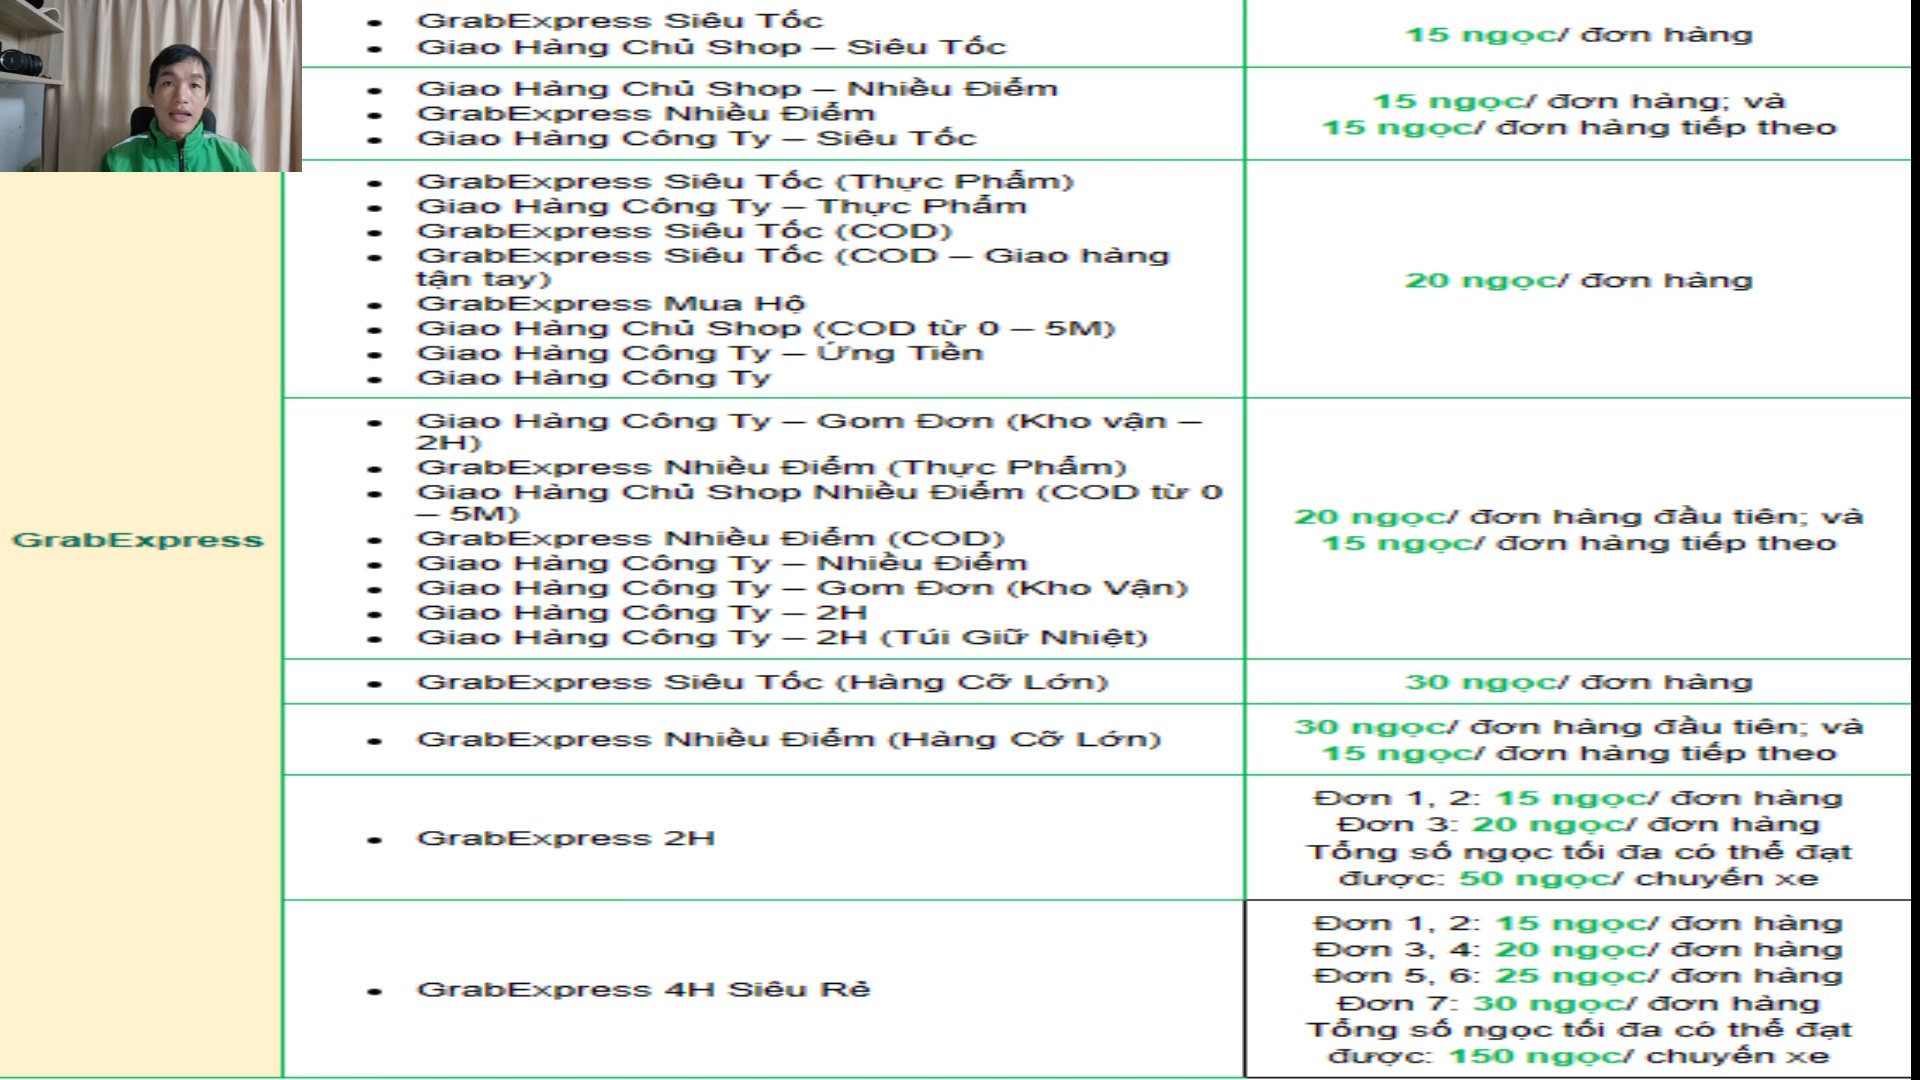 GrabExpress
• GrabExpress Siêu Tốc
• Giao Hàng Chủ Shop – Siêu Tốc
15 ngọc/ đơn hàng
• Giao Hàng Chủ Shop – Nhiều Điểm
• GrabExpress Nhiều Điểm
• Giao Hàng Công Ty – Siêu Tốc
15 ngọc/ đơn hàng; và
15 ngọc/ đơn hàng tiếp theo
• GrabExpress Siêu Tốc (Thực Phẩm)
• Giao Hàng Công Ty – Thực Phẩm
• GrabExpress Siêu Tốc (COD)
• GrabExpress Siêu Tốc (COD – Giao hàng
tận tay)
• GrabExpress Mua Hộ
• Giao Hàng Chủ Shop (COD từ 0 – 5M)
• Giao Hàng Công Ty – Ứng Tiền
• Giao Hàng Công Ty
20 ngọc/ đơn hàng
• Giao Hàng Công Ty – Gom Đơn (Kho vận –
2H)
• GrabExpress Nhiều Điểm (Thực Phẩm)
• Giao Hàng Chủ Shop Nhiều Điểm (COD từ 0
– 5M)
• GrabExpress Nhiều Điểm (COD)
• Giao Hàng Công Ty – Nhiều Điểm
• Giao Hàng Công Ty – Gom Đơn (Kho Vận)
• Giao Hàng Công Ty – 2H
• Giao Hàng Công Ty – 2H (Túi Giữ Nhiệt)
20 ngọc/ đơn hàng đầu tiên; và
15 ngọc/ đơn hàng tiếp theo
• GrabExpress Siêu Tốc (Hàng Cỡ Lớn)
30 ngọc/ đơn hàng
• GrabExpress Nhiều Điểm (Hàng Cỡ Lớn)
30 ngọc/ đơn hàng đầu tiên; và
15 ngọc/ đơn hàng tiếp theo
• GrabExpress 2H
Đơn 1, 2: 15 ngọc/ đơn hàng
Đơn 3: 20 ngọc/ đơn hàng
Tổng số ngọc tối đa có thể đạt
được: 50 ngọc/ chuyến xe
• GrabExpress 4H Siêu Rẻ
Đơn 1, 2: 15 ngọc/ đơn hàng
Đơn 3, 4: 20 ngọc/ đơn hàng
Đơn 5, 6: 25 ngọc/ đơn hàng
Đơn 7: 30 ngọc/ đơn hàng
Tổng số ngọc tối đa có thể đạt
được: 150 ngọc/ chuyến xe